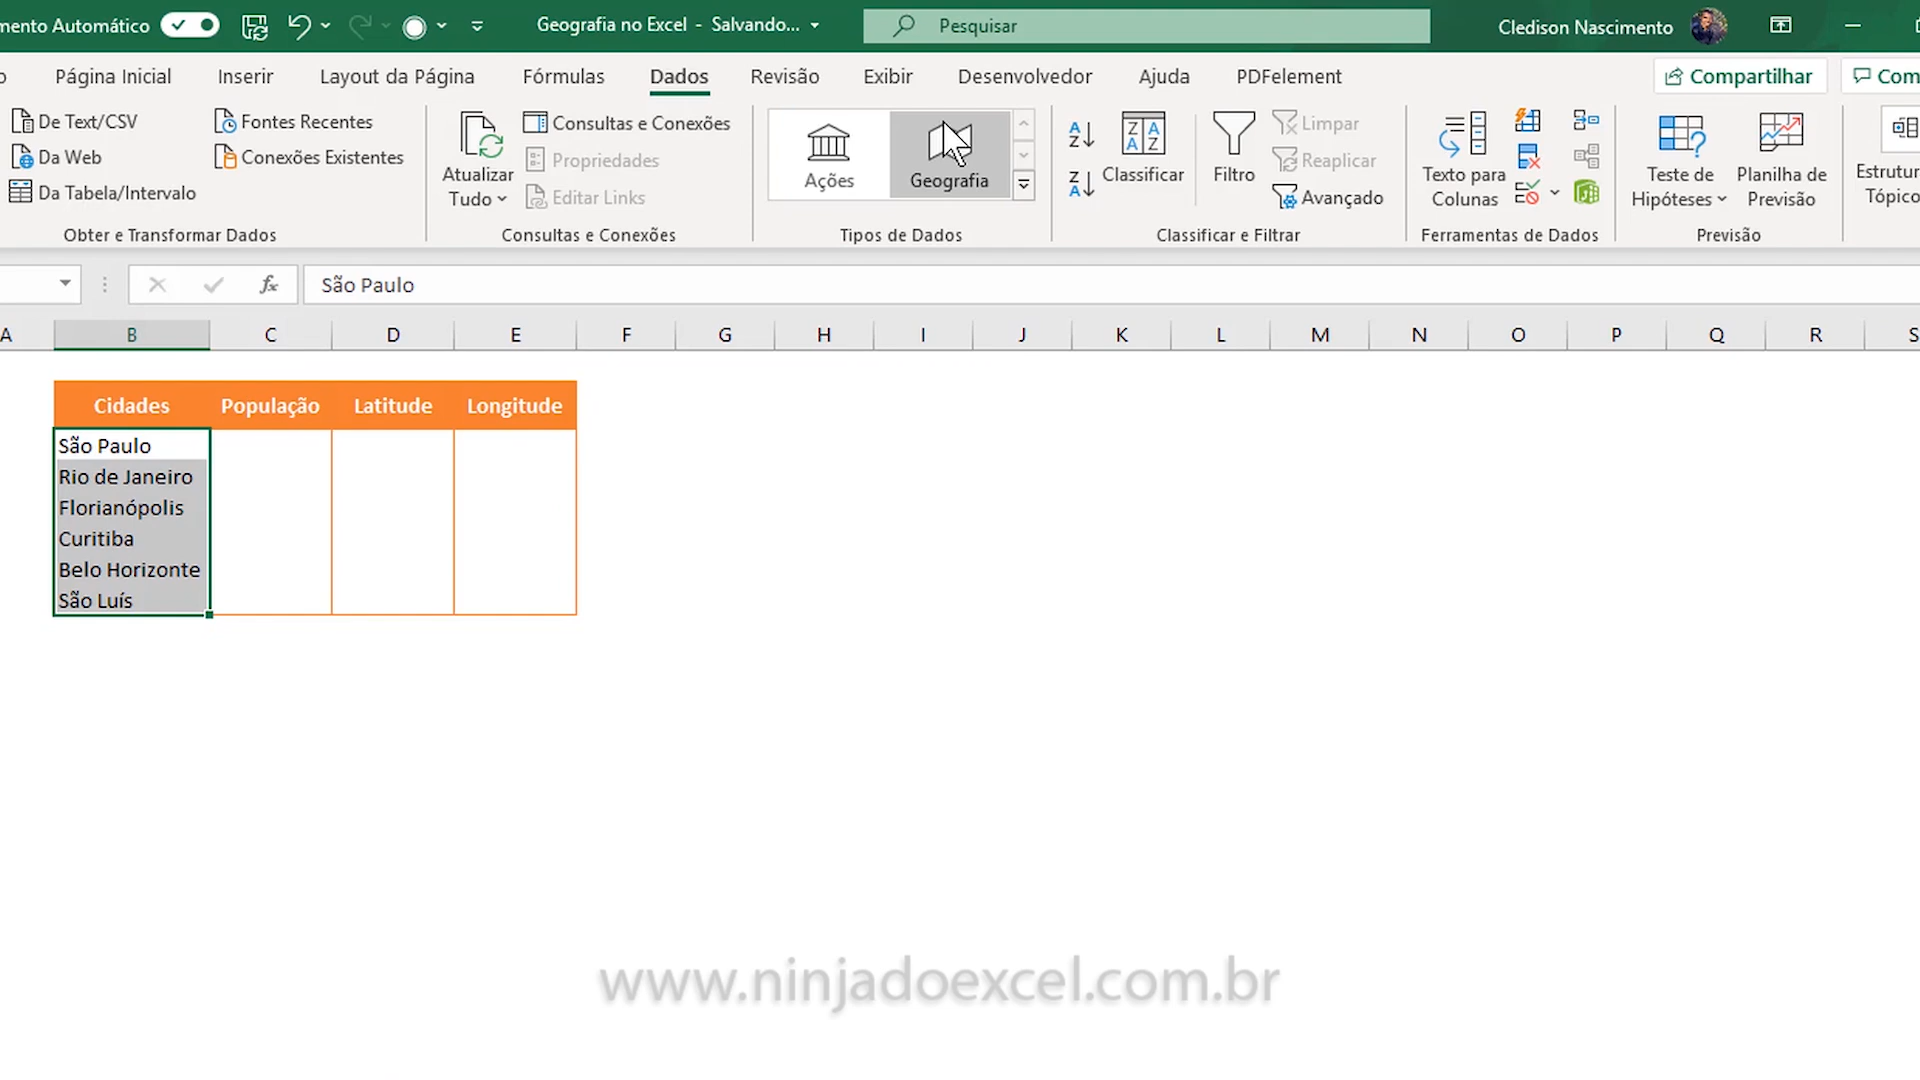 mento Automático
Geografia no Excel - Salvando...
Pesquisar
Cledison Nascimento
Página Inicial Inserir Layout da Página Fórmulas Dados Revisão Exibir Desenvolvedor Ajuda PDFelement
Compartilhar
Com
De Text/CSV
Da Web
Da Tabela/Intervalo
Fontes Recentes
Conexões Existentes
Obter e Transformar Dados
Atualizar
Tudo
Consultas e Conexões
Propriedades
Editar Links
Consultas e Conexões
Ações
Geografia
Tipos de Dados
Classificar
Filtro
Limpar
Reaplicar
Avançado
Classificar e Filtrar
Texto para
Colunas
Ferramentas de Dados
Teste de
Hipóteses
Planilha de
Previsão
Previsão
Estrutur
Tópico
fx
São Paulo
A B C D E F G H I J K L M N O P Q R S
Cidades População Latitude Longitude
São Paulo
Rio de Janeiro
Florianópolis
Curitiba
Belo Horizonte
São Luís
www.ninjadoexcel.com.br